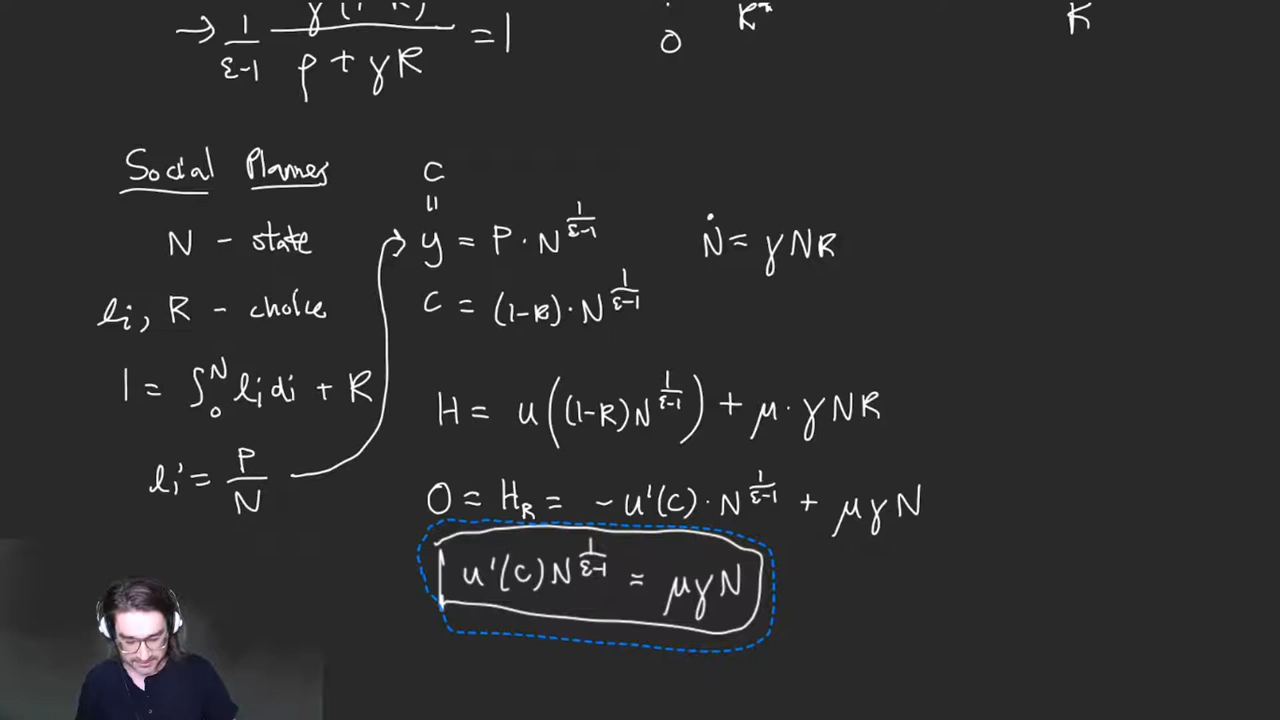 → 1/(ε-1) γ(1-R)/(ρ + γR) = 1
0 R* R
Social Planner
N - state
li, R - choice
1 = ∫₀ᴺ li di + R
li = P/N
C
=
y = P · N^(1/(ε-1))
Ṅ = γNR
C = (1-R) · N^(1/(ε-1))
H = u((1-R)N^(1/(ε-1))) + μ · γNR
0 = H_R = -u'(c) · N^(1/(ε-1)) + μγN
u'(c)N^(1/(ε-1)) = μγN